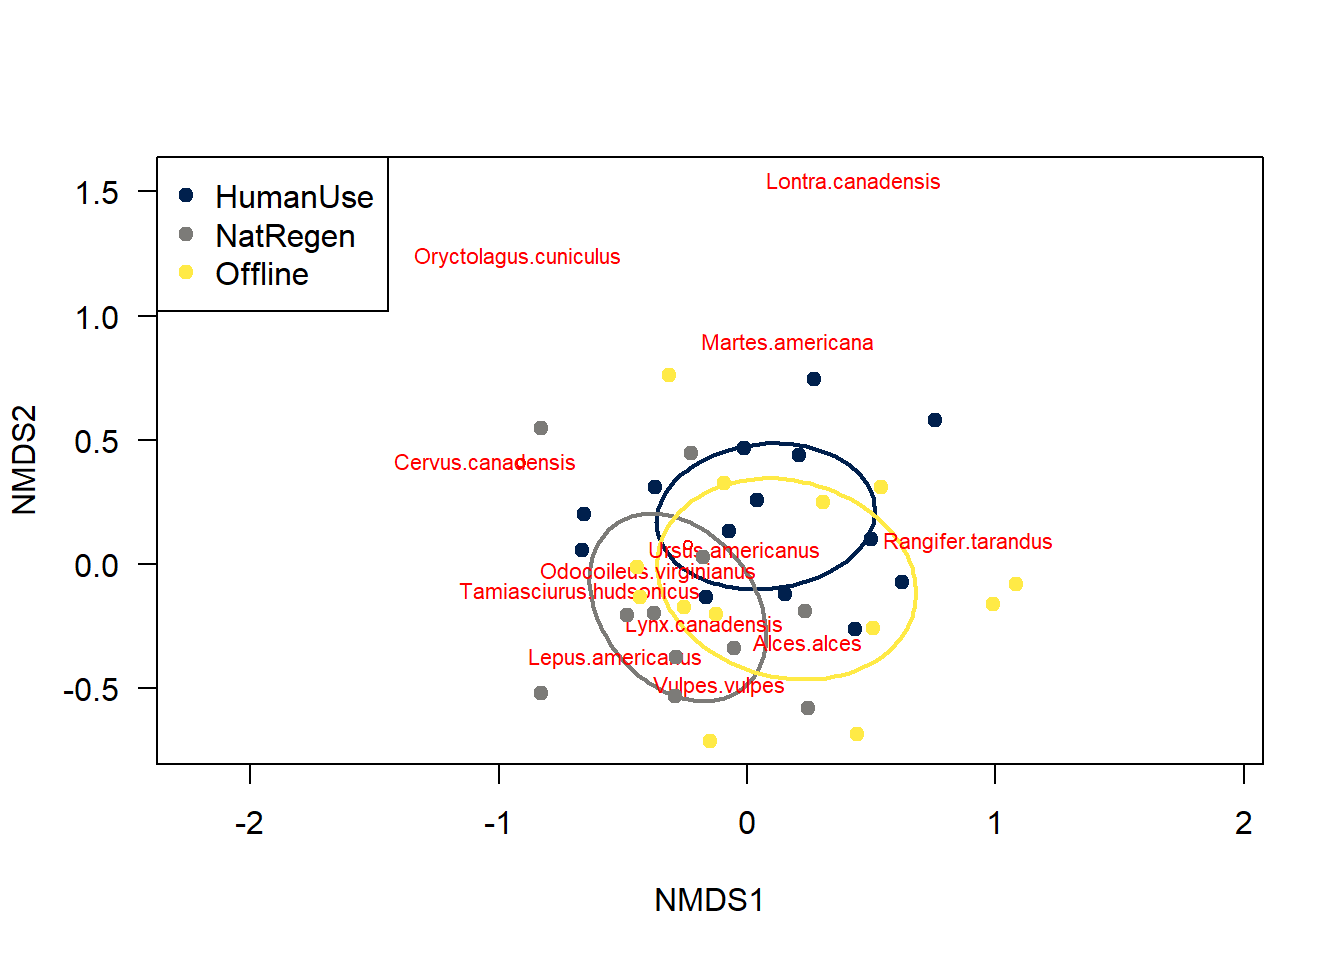 HumanUse
NatRegen
Offline
Lontra.canadensis
Oryctolagus.cuniculus
Martes.americana
Cervus.canadensis
Rangifer.tarandus
Ursus.americanus
Odocoileus.virginianus
Tamiasciurus.hudsonicus
Lynx.canadensis
Alces.alces
Lepus.americanus
Vulpes.vulpes
1.5
1.0
0.5
0.0
-0.5
NMDS2
-2 -1 0 1 2
NMDS1